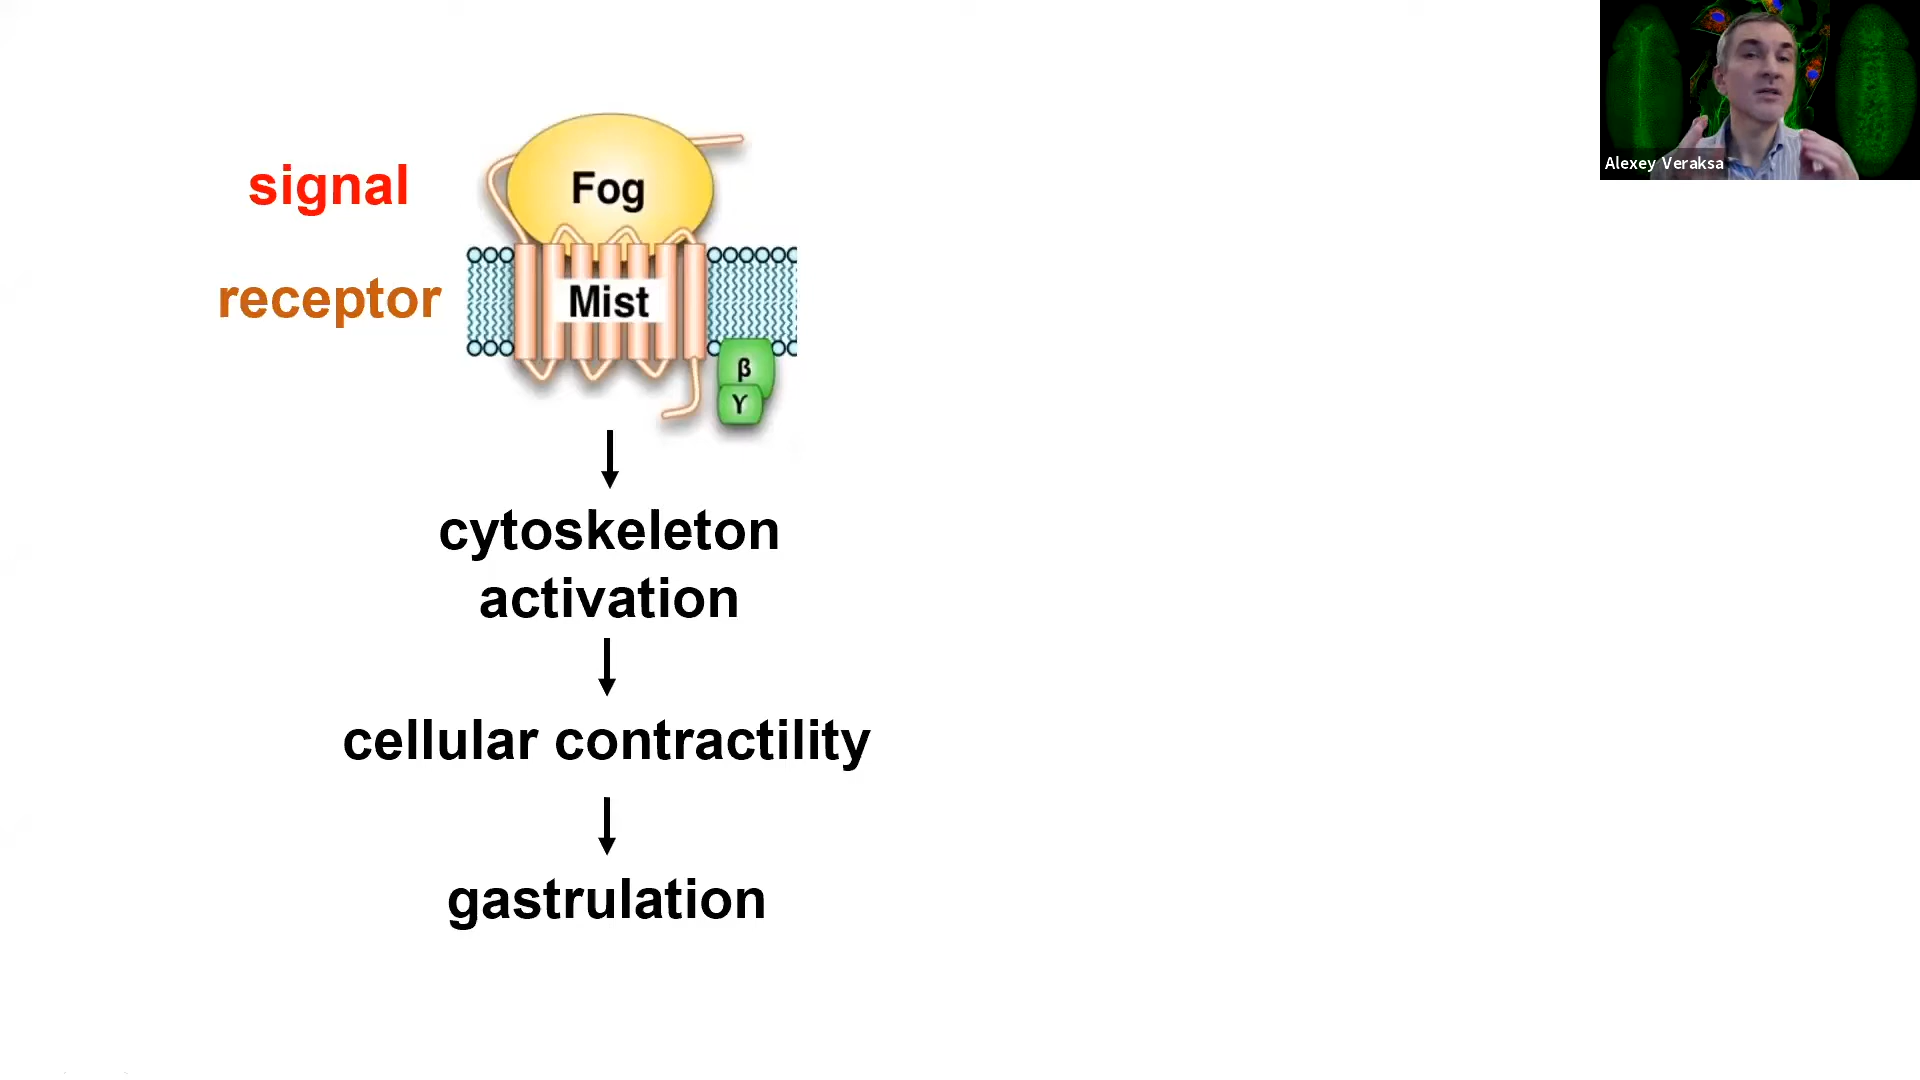 Alexey Veraksa
signal
Fog
receptor
Mist
β
γ
cytoskeleton
activation
cellular contractility
gastrulation